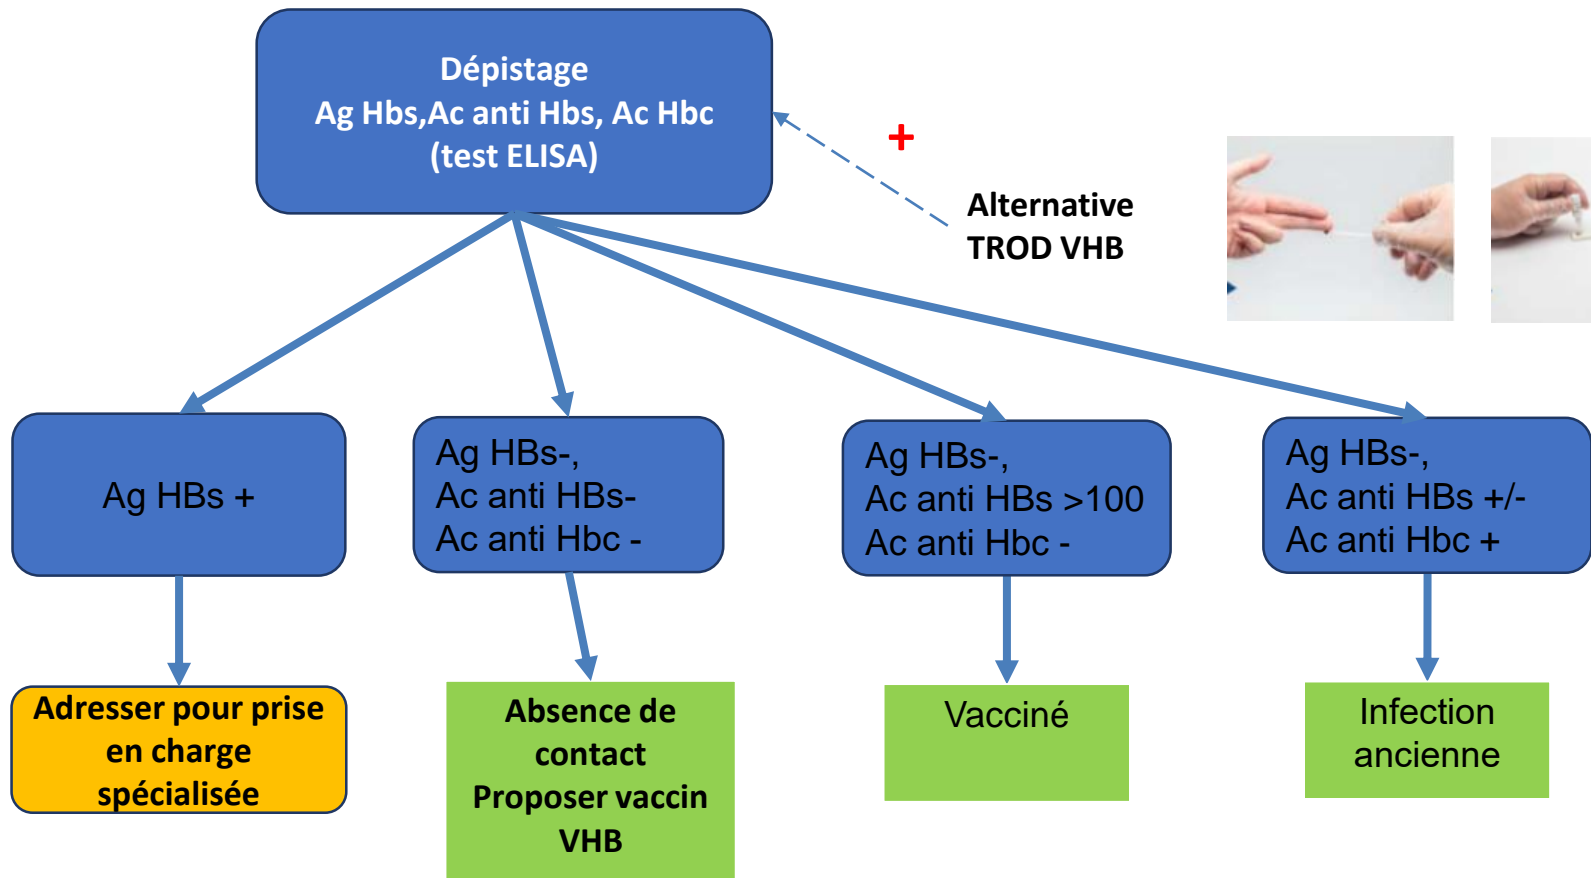 Dépistage
Ag Hbs,Ac anti Hbs, Ac Hbc
(test ELISA)
+
Alternative
TROD VHB
Ag HBs +
Ag HBs-,
Ac anti HBs-
Ac anti Hbc -
Ag HBs-,
Ac anti HBs >100
Ac anti Hbc -
Ag HBs-,
Ac anti HBs +/-
Ac anti Hbc +
Adresser pour prise
en charge
spécialisée
Absence de
contact
Proposer vaccin
VHB
Vacciné
Infection
ancienne